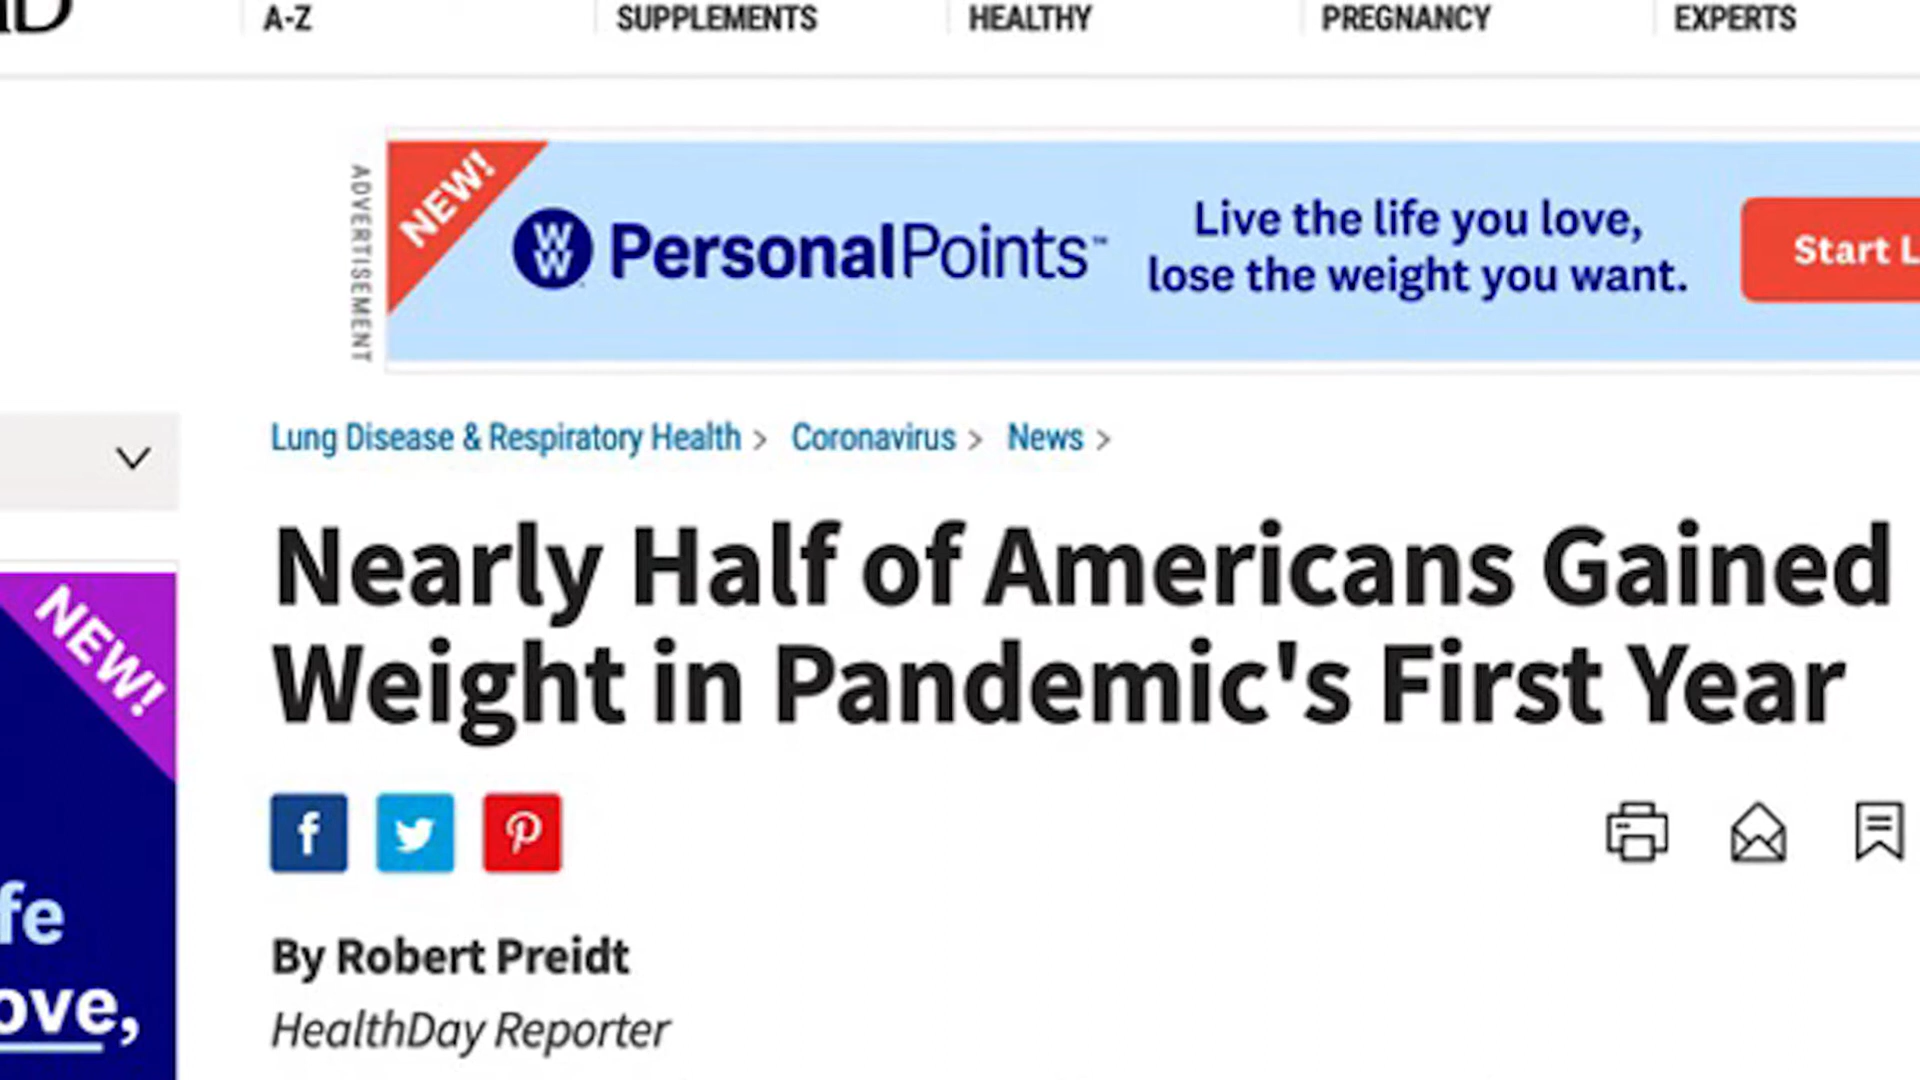 A-Z
SUPPLEMENTS
HEALTHY
PREGNANCY
EXPERTS
ADVERTISEMENT
NEW!
WW PersonalPoints™
Live the life you love,
lose the weight you want.
Start
Lung Disease & Respiratory Health > Coronavirus > News >
Nearly Half of Americans Gained
Weight in Pandemic's First Year
NEW!
f
By Robert Preidt
HealthDay Reporter